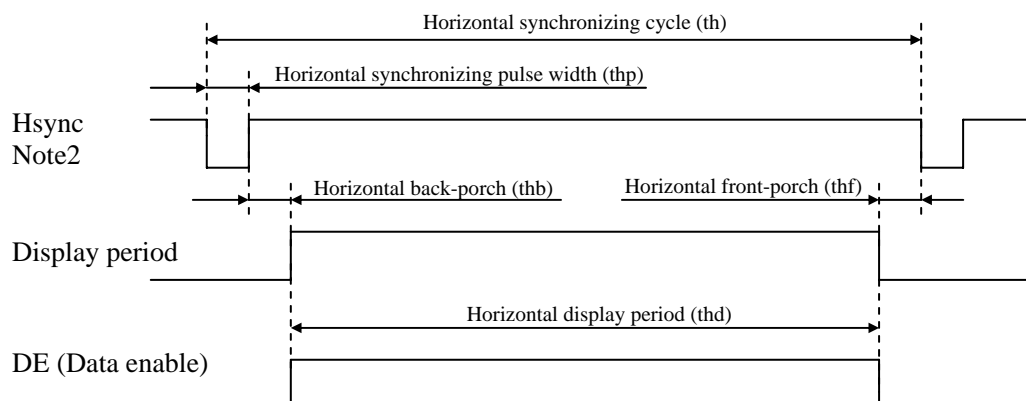 Horizontal synchronizing cycle (th)
Horizontal synchronizing pulse width (thp)
Hsync
Note2
Horizontal back-porch (thb)
Horizontal front-porch (thf)
Display period
Horizontal display period (thd)
DE (Data enable)